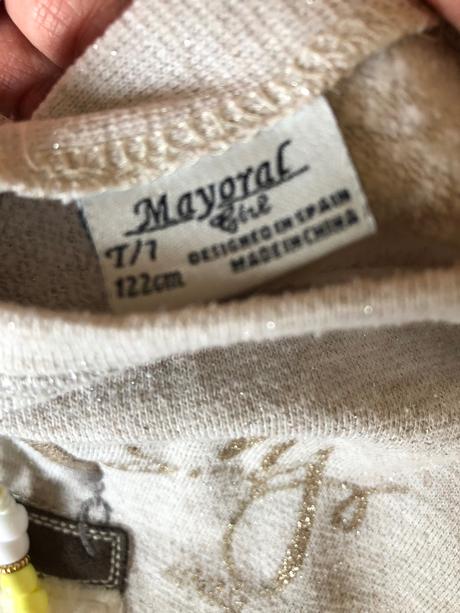 Mayoral
Girl
T/7
122cm
DESIGNED IN SPAIN
MADE IN CHINA